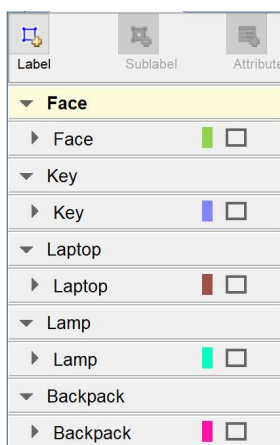 Label Sublabel Attribute
Face
Face
Key
Key
Laptop
Laptop
Lamp
Lamp
Backpack
Backpack